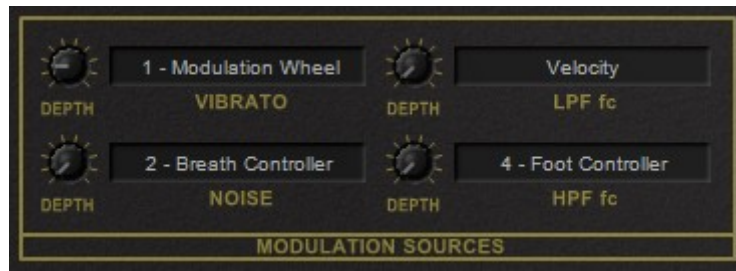 1 - Modulation Wheel
DEPTH
VIBRATO
Velocity
DEPTH
LPF fc
2 - Breath Controller
DEPTH
NOISE
4 - Foot Controller
DEPTH
HPF fc
MODULATION SOURCES